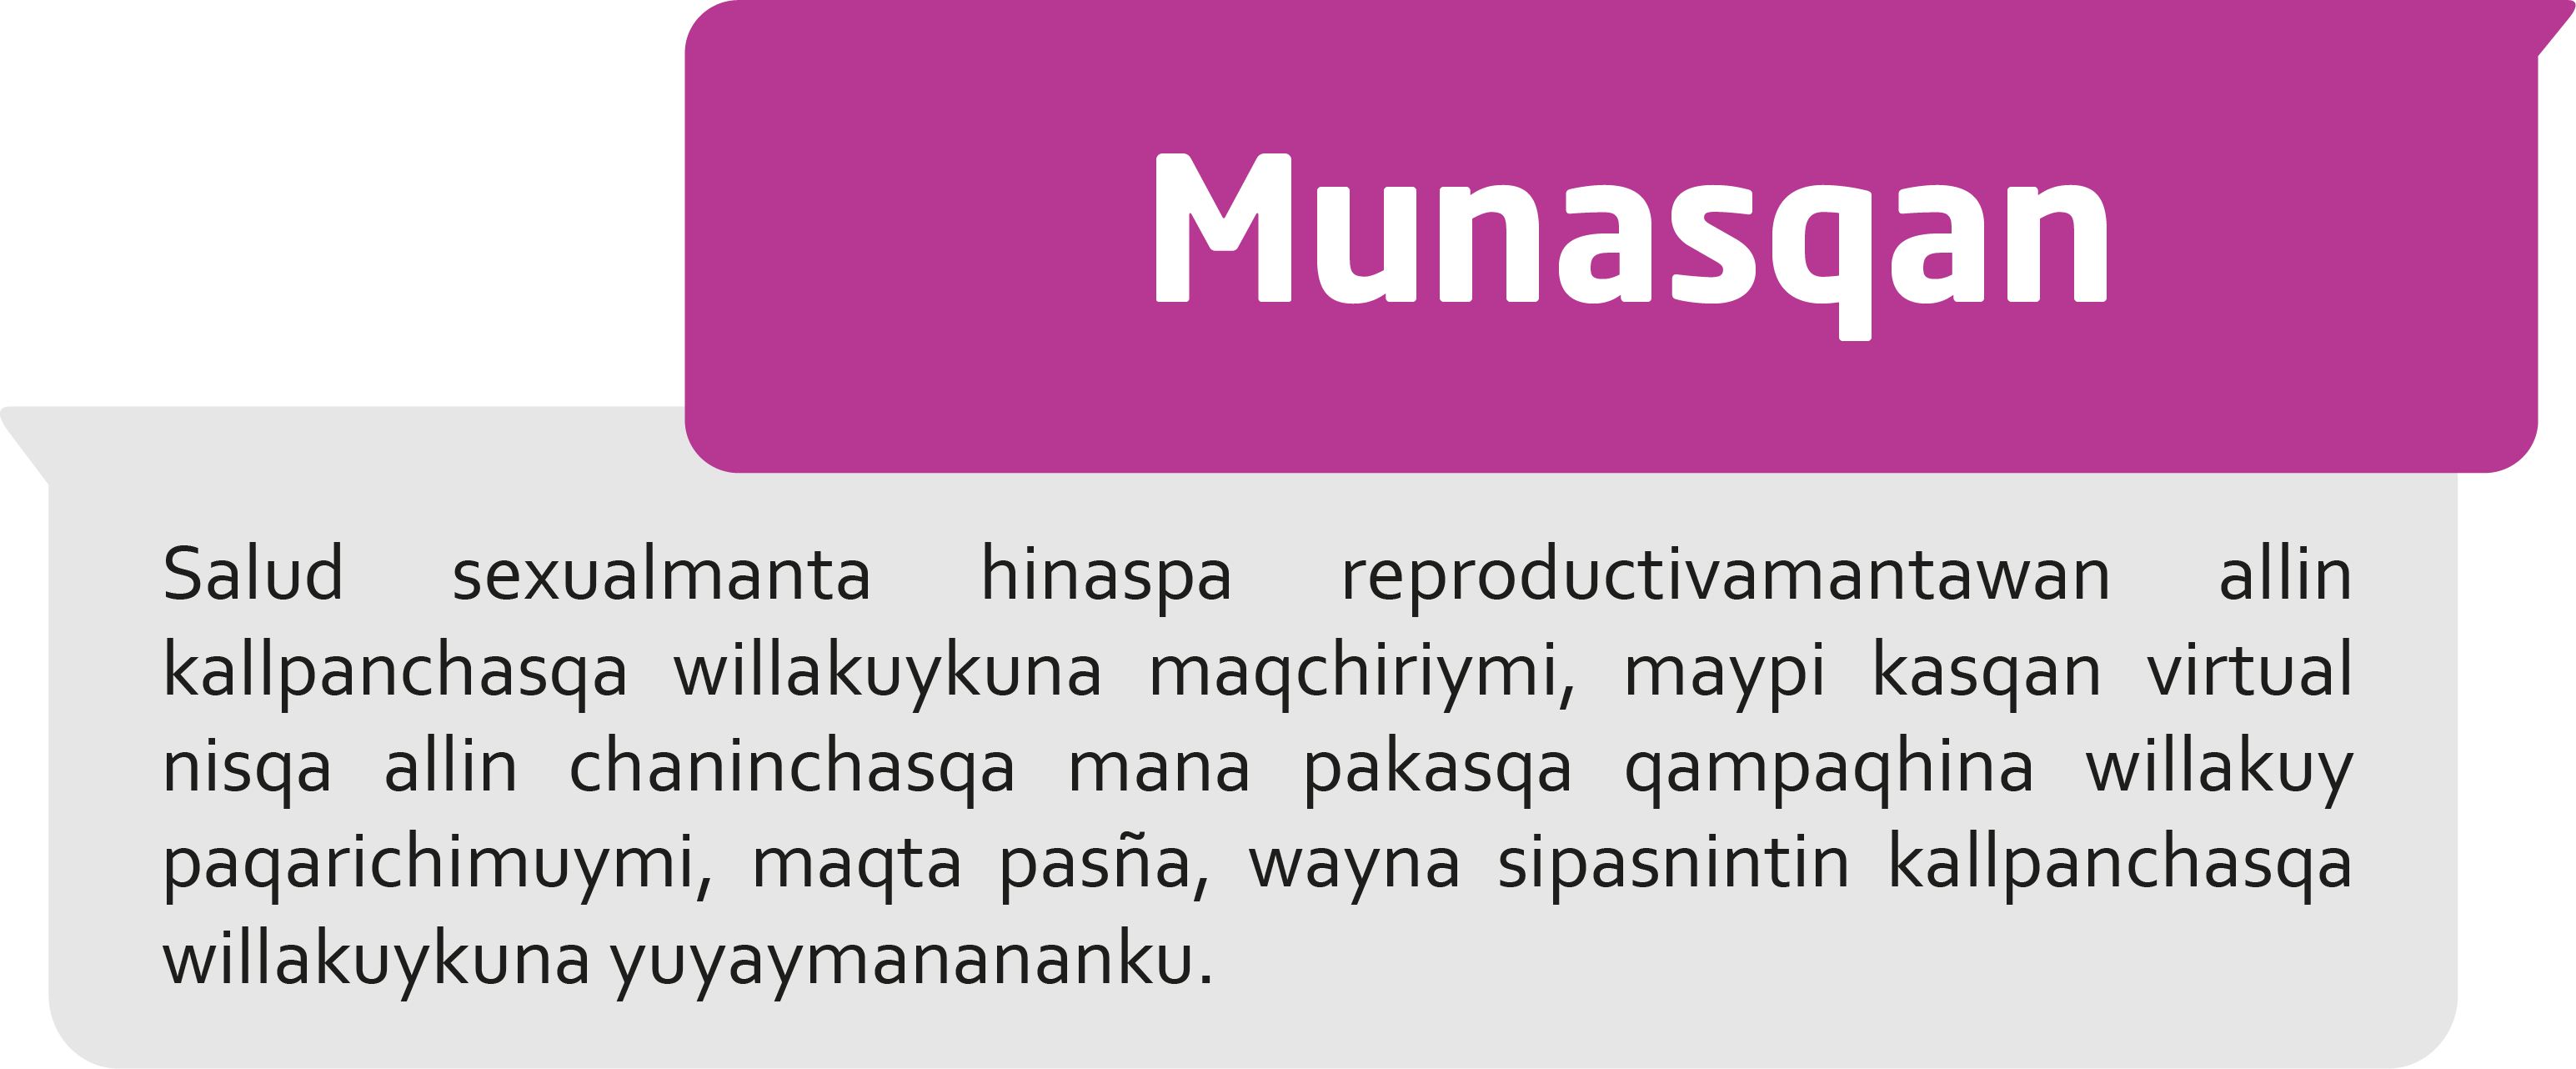 Munasqan
Salud sexualmanta hinaspa reproductivamantawan allin
kallpanchasqa willakuykuna maqchiriymi, maypi kasqan virtual
nisqa allin chaninchasqa mana pakasqa qampaqhina willakuy
paqarichimuymi, maqta pasña, wayna sipasnintin kallpanchasqa
willakuykuna yuyaymanananku.